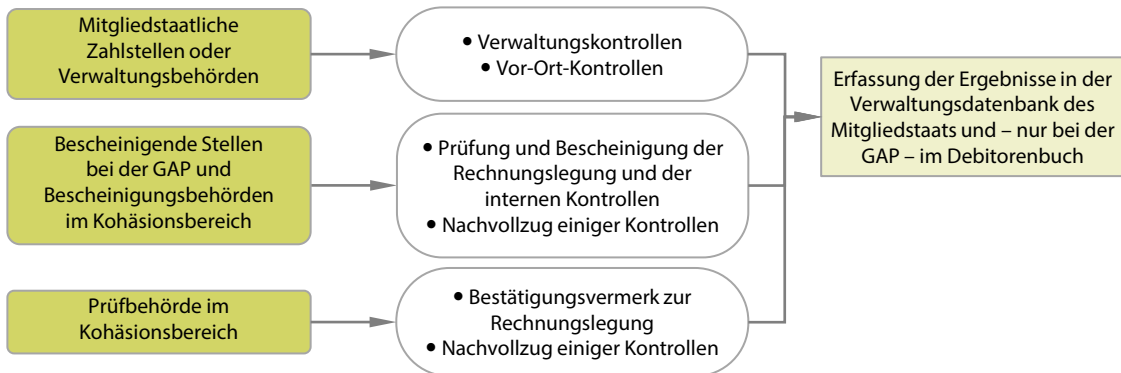 Mitgliedstaatliche
Zahlstellen oder
Verwaltungsbehörden
• Verwaltungskontrollen
• Vor-Ort-Kontrollen
Erfassung der Ergebnisse in der
Verwaltungsdatenbank des
Mitgliedstaats und – nur bei der
GAP – im Debitorenbuch
Bescheinigende Stellen
bei der GAP und
Bescheinigungsbehörden
im Kohäsionsbereich
• Prüfung und Bescheinigung der
Rechnungslegung und der
internen Kontrollen
• Nachvollzug einiger Kontrollen
Prüfbehörde im
Kohäsionsbereich
• Bestätigungsvermerk zur
Rechnungslegung
• Nachvollzug einiger Kontrollen